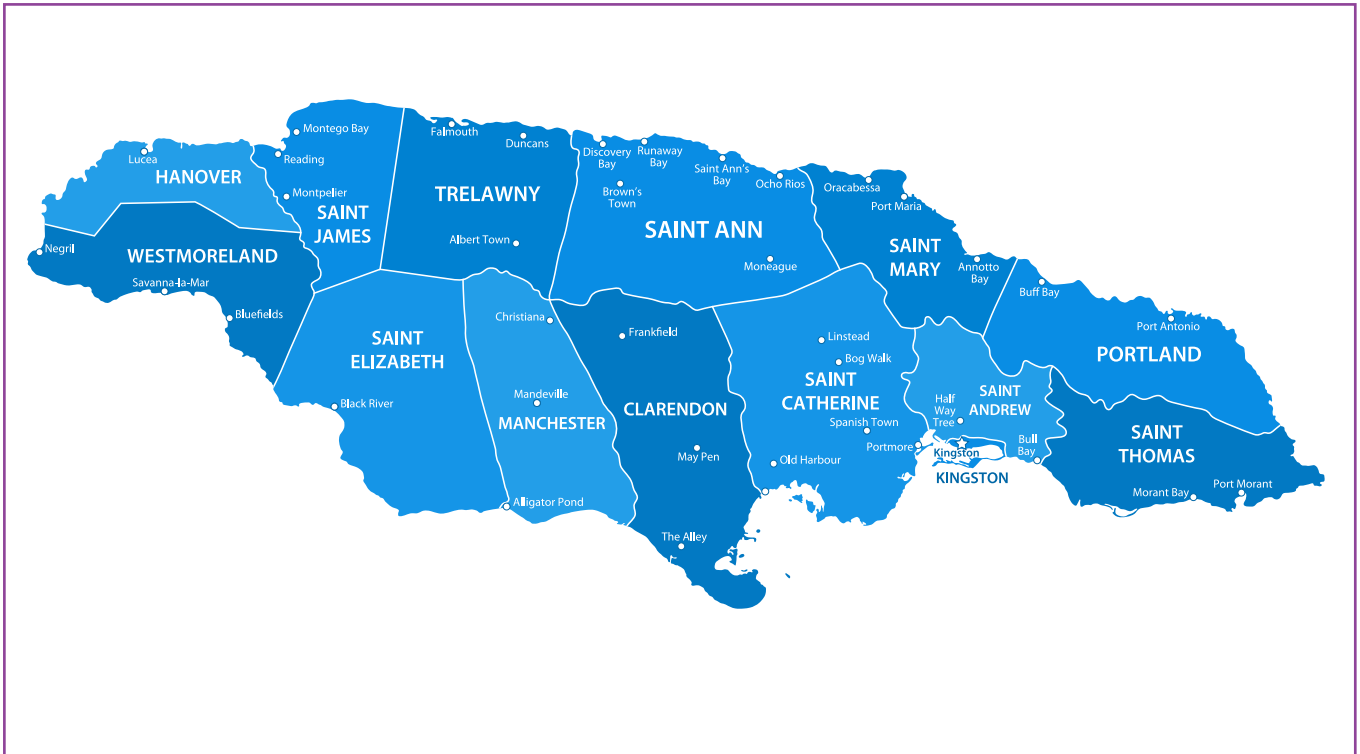 Montego Bay
Lucea
Reading
HANOVER
Montpelier
SAINT
JAMES
Negril
WESTMORELAND
Savanna-la-Mar
Bluefields
Falmouth
Duncans
TRELAWNY
Albert Town
Discovery
Bay
Runaway
Bay
Saint Ann's
Bay
Ocho Rios
Brown's
Town
SAINT ANN
Moneague
Oracabessa
Port Maria
SAINT
MARY
Annotto
Bay
Buff Bay
Port Antonio
PORTLAND
SAINT
ELIZABETH
Black River
Christiana
Mandeville
MANCHESTER
Alligator Pond
Frankfield
CLARENDON
May Pen
The Alley
Linstead
Bog Walk
SAINT
CATHERINE
Spanish Town
Portmore
Old Harbour
SAINT
ANDREW
Half
Way
Tree
Bull
Bay
Kingston
KINGSTON
SAINT
THOMAS
Morant Bay
Port Morant